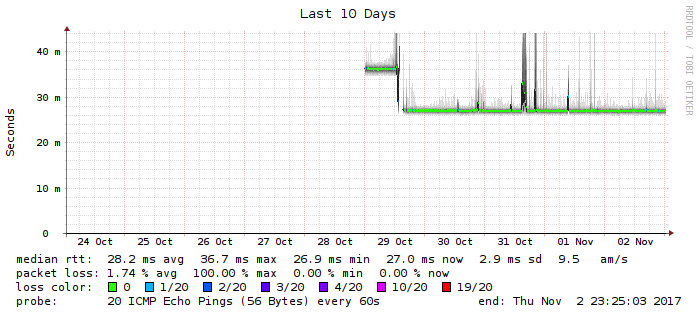 Last 10 Days
RRDTOOL / TOBI OETIKER
Seconds
40 m
30 m
20 m
10 m
0
24 Oct 25 Oct 26 Oct 27 Oct 28 Oct 29 Oct 30 Oct 31 Oct 01 Nov 02 Nov
median rtt: 28.2 ms avg 36.7 ms max 26.9 ms min 27.0 ms now 2.9 ms sd 9.5 am/s
packet loss: 1.74 % avg 100.00 % max 0.00 % min 0.00 % now
loss color: 0 1/20 2/20 3/20 4/20 10/20 19/20
probe: 20 ICMP Echo Pings (56 Bytes) every 60s end: Thu Nov 2 23:25:03 2017